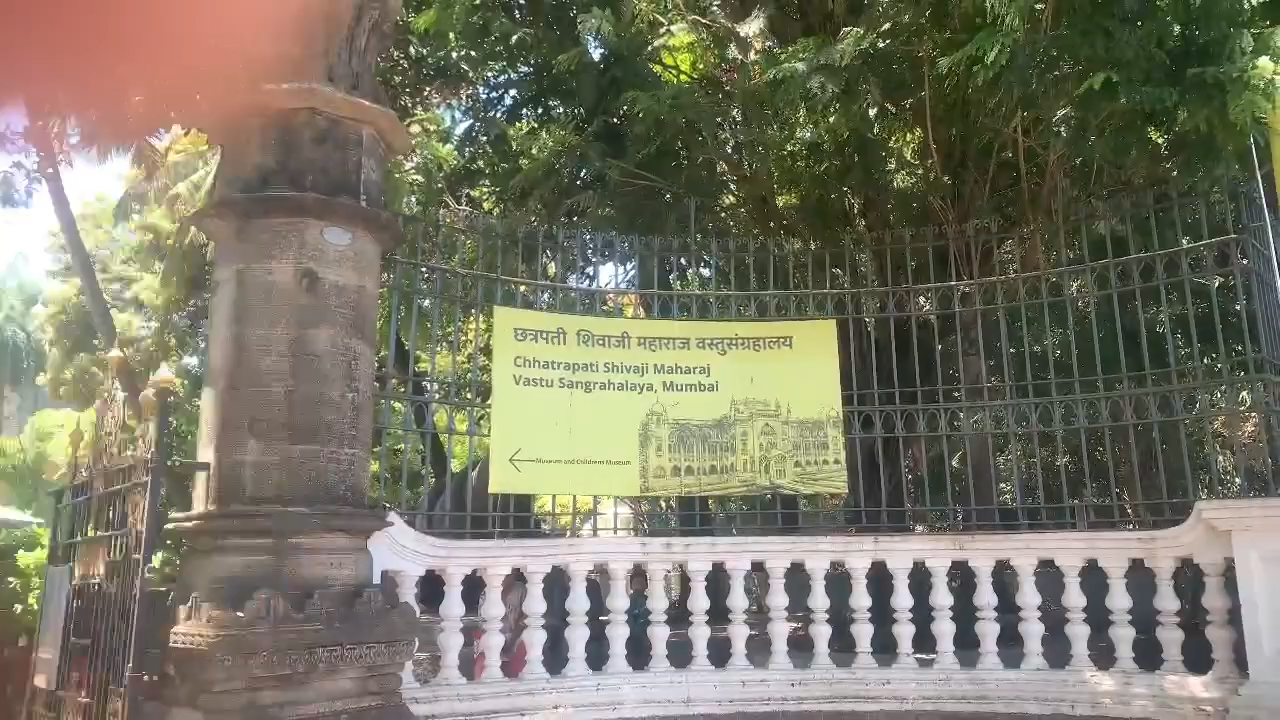 छत्रपती शिवाजी महाराज वस्तुसंग्रहालय
Chhatrapati Shivaji Maharaj
Vastu Sangrahalaya, Mumbai
Museum and Childrens Museum